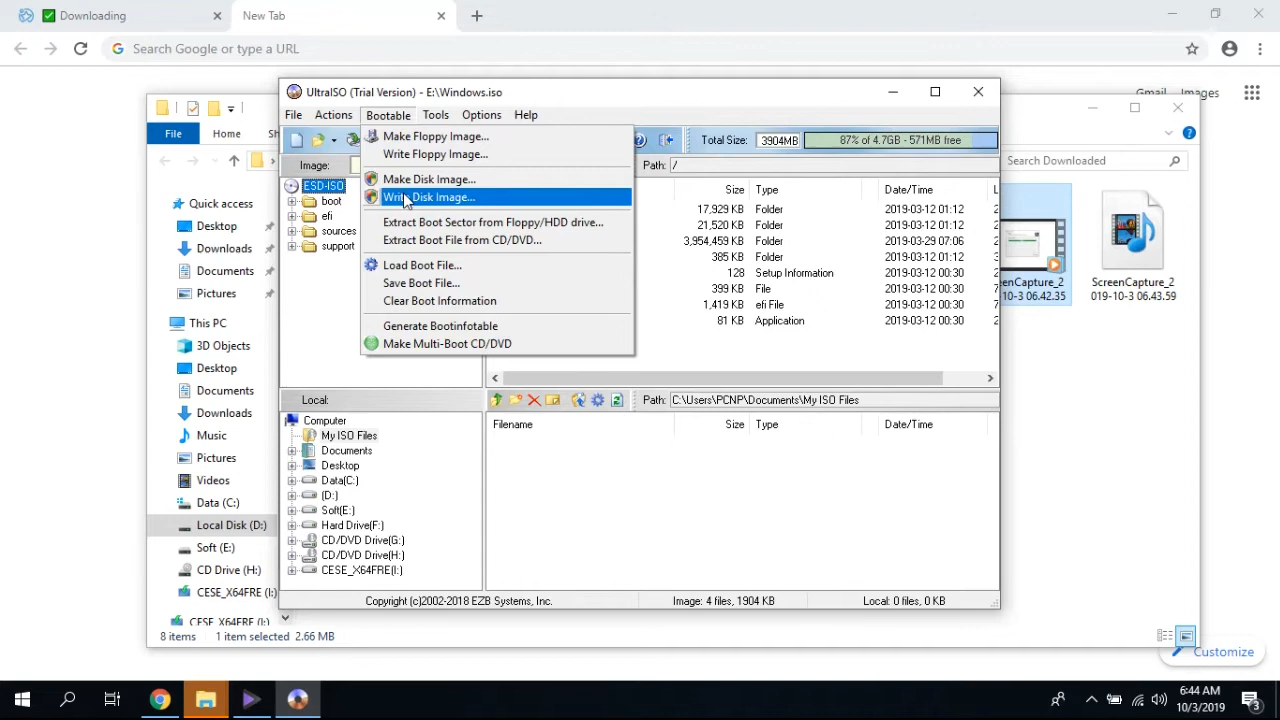 Downloading
New Tab
Search Google or type a URL
Gmail
Images
UltraISO (Trial Version) - E:\Windows.iso
File Actions Bootable Tools Options Help
Total Size: 3904MB 87% of 4.7GB - 571MB free
Image:
Path: /
Make Floppy Image...
Write Floppy Image...
Make Disk Image...
Write Disk Image...
Extract Boot Sector from Floppy/HDD drive...
Extract Boot File from CD/DVD...
Load Boot File...
Save Boot File...
Clear Boot Information
Generate Bootinfotable
Make Multi-Boot CD/DVD
ESD-ISO
boot
efi
sources
support
Size Type Date/Time
17,929 KB Folder 2019-03-12 01:12
21,520 KB Folder 2019-03-12 01:12
3,954,459 KB Folder 2019-03-29 07:06
385 KB Folder 2019-03-12 01:12
128 Setup Information 2019-03-12 00:30
399 KB File 2019-03-12 00:30
1,419 KB efi File 2019-03-12 00:30
81 KB Application 2019-03-12 00:30
Local:
Path: C:\Users\PCNP\Documents\My ISO Files
Computer
My ISO Files
Documents
Desktop
Data(C:)
(D:)
Soft(E:)
Hard Drive(F:)
CD/DVD Drive(G:)
CD/DVD Drive(H:)
CESE_X64FRE(I:)
Filename Size Type Date/Time
Copyright (c)2002-2018 EZB Systems, Inc.
Image: 4 files, 1904 KB
Local: 0 files, 0 KB
File Home
Search Downloaded
Quick access
Desktop
Downloads
Documents
Pictures
This PC
3D Objects
Desktop
Documents
Downloads
Music
Pictures
Videos
Data (C:)
Local Disk (D:)
Soft (E:)
CD Drive (H:)
CESE_X64FRE (I:)
CESE_X64FRE (I:)
enCapture_2
-10-3 06.42.35
ScreenCapture_2
019-10-3 06.43.59
8 items 1 item selected 2.66 MB
Customize
6:44 AM
10/3/2019
3